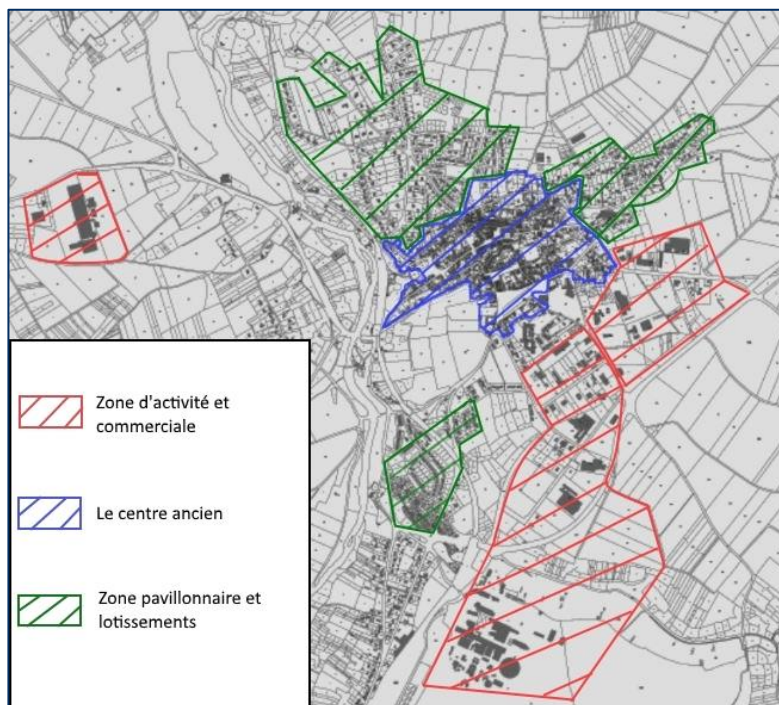 Zone d'activité et
commerciale
Le centre ancien
Zone pavillonnaire et
lotissements